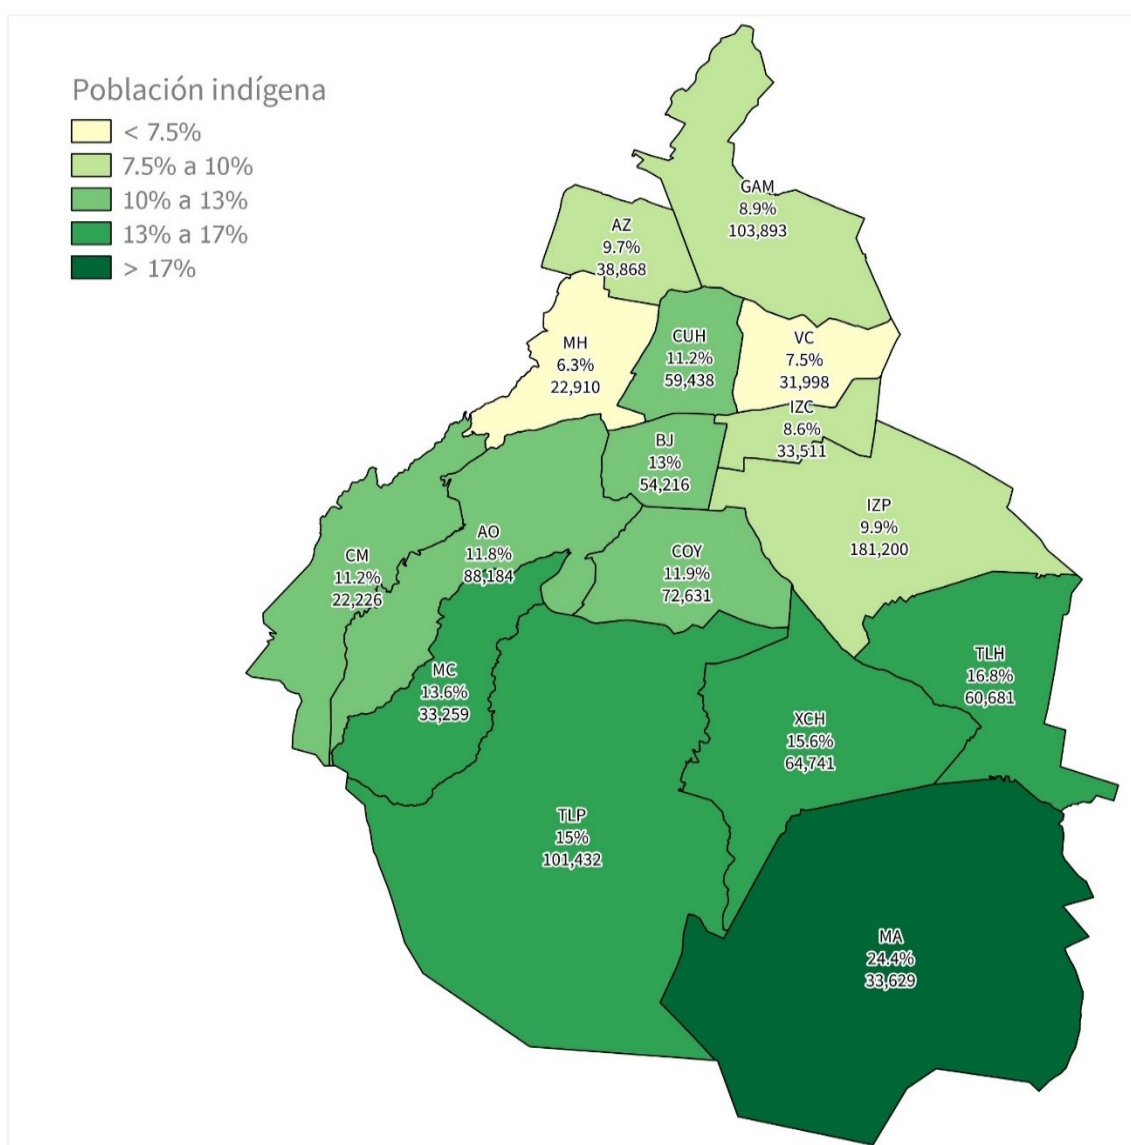 Población indígena
< 7.5%
7.5% a 10%
10% a 13%
13% a 17%
> 17%
GAM
8.9%
103,893
AZ
9.7%
38,868
MH
6.3%
22,910
CUH
11.2%
59,438
VC
7.5%
31,998
IZC
8.6%
33,511
BJ
13%
54,216
IZP
9.9%
181,200
AO
11.8%
88,184
CM
11.2%
22,226
COY
11.9%
72,631
MC
13.6%
33,259
TLH
16.8%
60,681
XCH
15.6%
64,741
TLP
15%
101,432
MA
24.4%
33,629